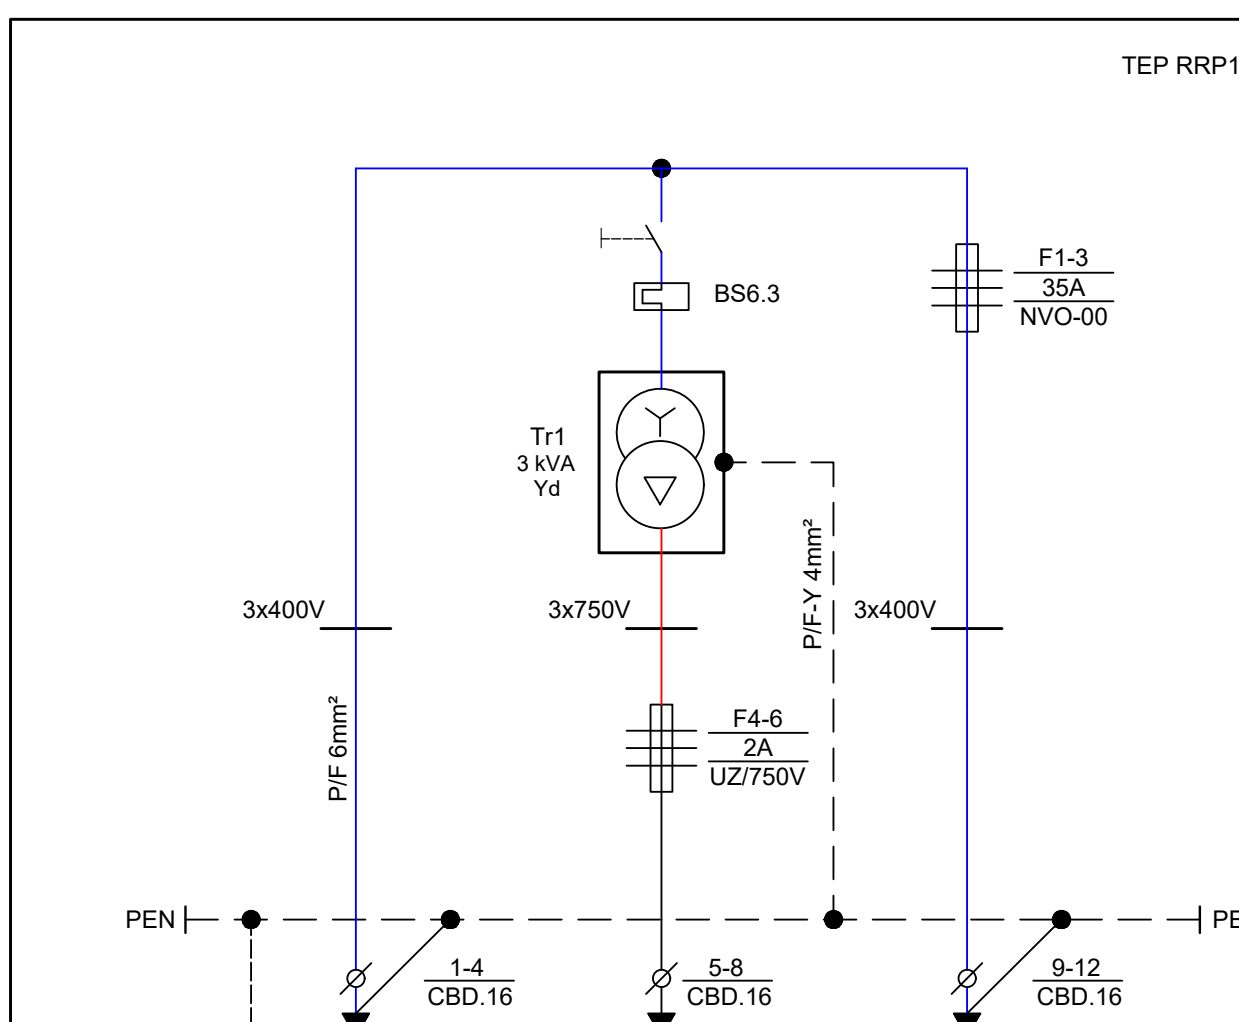 TEP RRP1
F1-3
35A
NVO-00
BS6.3
Tr1
3 kVA
Yd
P/F-Y 4mm²
3x400V
3x750V
3x400V
P/F 6mm²
F4-6
2A
UZ/750V
PEN
PE
1-4
CBD.16
5-8
CBD.16
9-12
CBD.16